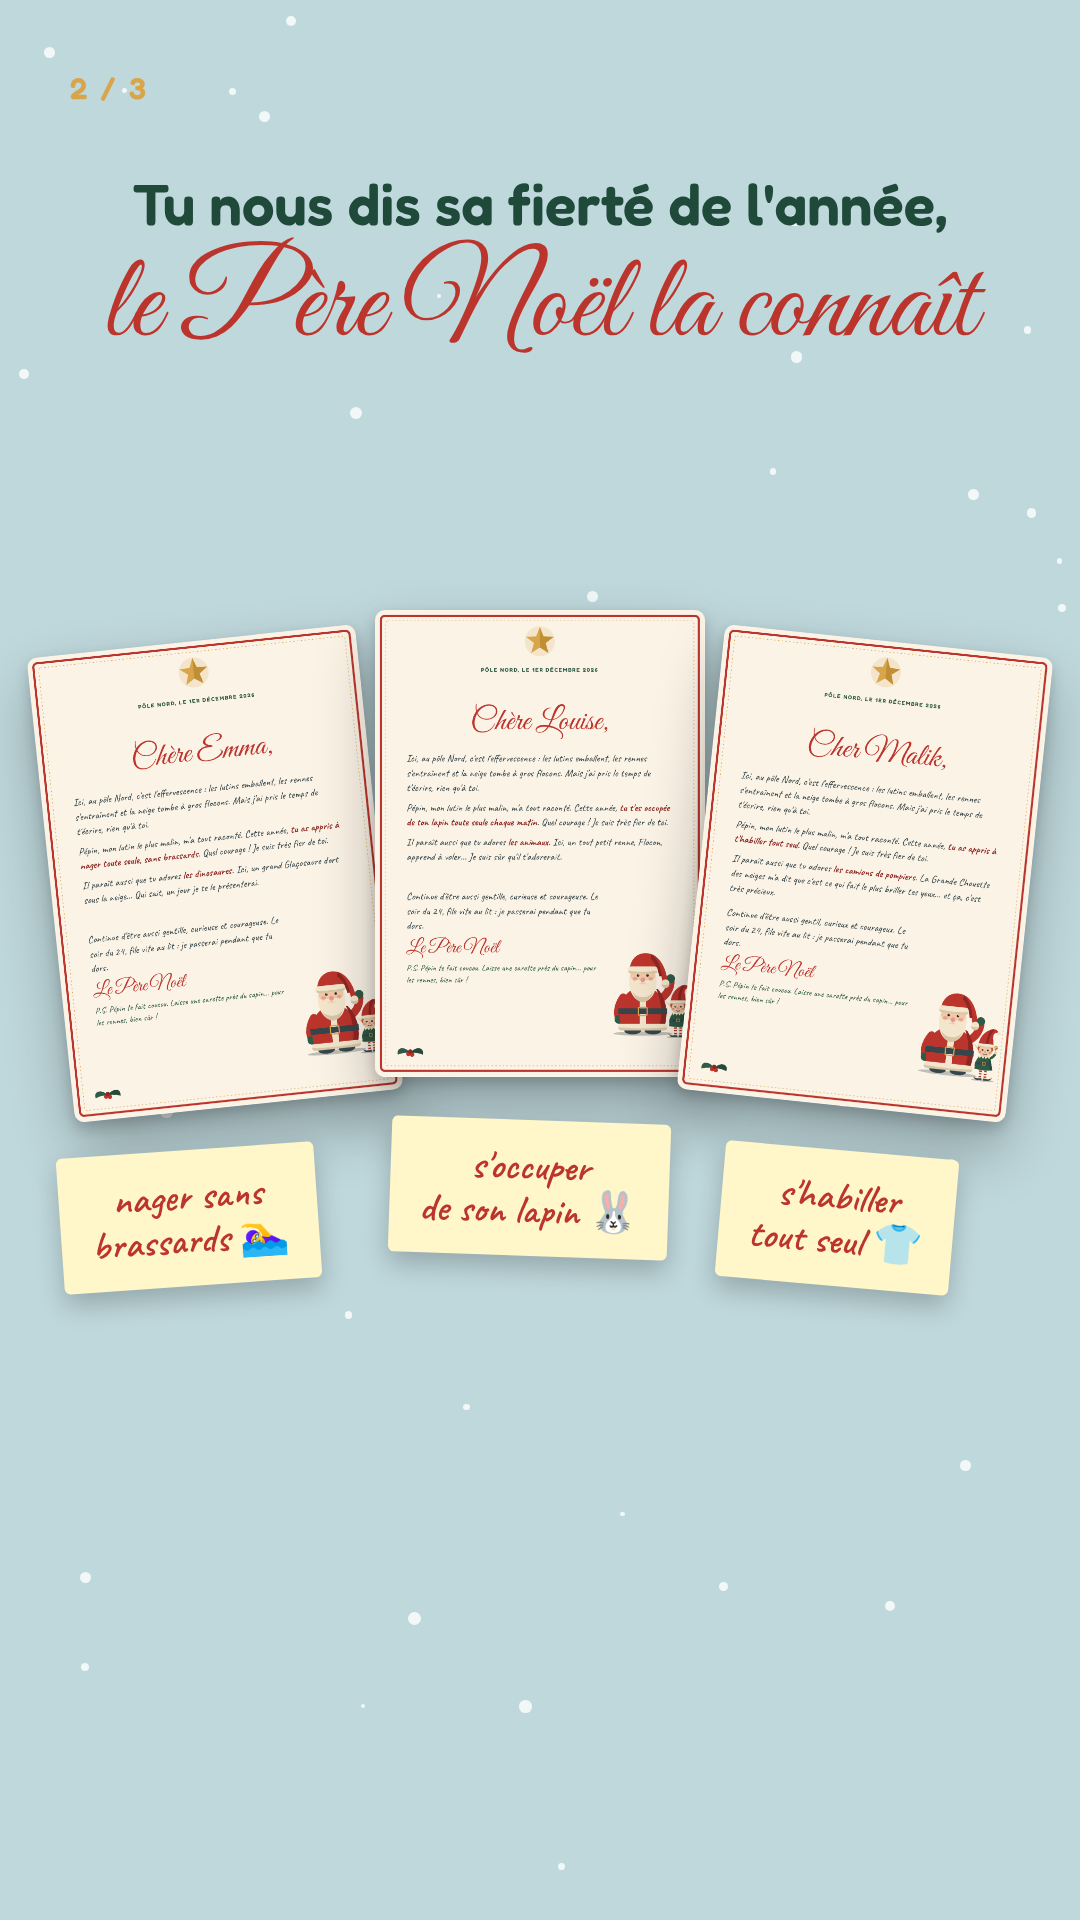 2 / 3
Tu nous dis sa fierté de l'année,
le Père Noël la connaît
PÔLE NORD, LE 1ER DÉCEMBRE 2026
Chère Emma,
Ici, au pôle Nord, c'est l'effervescence : les lutins emballent, les rennes
s'entraînent et la neige tombe à gros flocons. Mais j'ai pris le temps de
t'écrire, rien qu'à toi.
Pépin, mon lutin le plus malin, m'a tout raconté. Cette année, tu as appris à
nager toute seule, sans brassards. Quel courage ! Je suis très fier de toi.
Il paraît aussi que tu adores les dinosaures. Ici, un grand Glaçosaure dort
sous la neige... Qui sait, un jour je te le présenterai.
Continue d'être aussi gentille, curieuse et courageuse. Le
soir du 24, file vite au lit : je passerai pendant que tu
dors.
Le Père Noël
P.S. Pépin te fait coucou. Laisse une carotte près du sapin... pour
les rennes, bien sûr !
PÔLE NORD, LE 1ER DÉCEMBRE 2026
Chère Louise,
Ici, au pôle Nord, c'est l'effervescence : les lutins emballent, les rennes
s'entraînent et la neige tombe à gros flocons. Mais j'ai pris le temps de
t'écrire, rien qu'à toi.
Pépin, mon lutin le plus malin, m'a tout raconté. Cette année, tu t'es occupée
de ton lapin toute seule chaque matin. Quel courage ! Je suis très fier de toi.
Il paraît aussi que tu adores les animaux. Ici, un tout petit renne, Flocon,
apprend à voler... Je suis sûr qu'il t'adorerait.
Continue d'être aussi gentille, curieuse et courageuse. Le
soir du 24, file vite au lit : je passerai pendant que tu
dors.
Le Père Noël
P.S. Pépin te fait coucou. Laisse une carotte près du sapin... pour
les rennes, bien sûr !
PÔLE NORD, LE 1ER DÉCEMBRE 2026
Cher Malik,
Ici, au pôle Nord, c'est l'effervescence : les lutins emballent, les rennes
s'entraînent et la neige tombe à gros flocons. Mais j'ai pris le temps de
t'écrire, rien qu'à toi.
Pépin, mon lutin le plus malin, m'a tout raconté. Cette année, tu as appris à
t'habiller tout seul. Quel courage ! Je suis très fier de toi.
Il paraît aussi que tu adores les camions de pompiers. La Grande Chouette
des neiges m'a dit que c'est ce qui fait le plus briller tes yeux... et ça, c'est
très précieux.
Continue d'être aussi gentil, curieux et courageux. Le
soir du 24, file vite au lit : je passerai pendant que tu
dors.
Le Père Noël
P.S. Pépin te fait coucou. Laisse une carotte près du sapin... pour
les rennes, bien sûr !
nager sans
brassards
s'occuper
de son lapin
s'habiller
tout seul